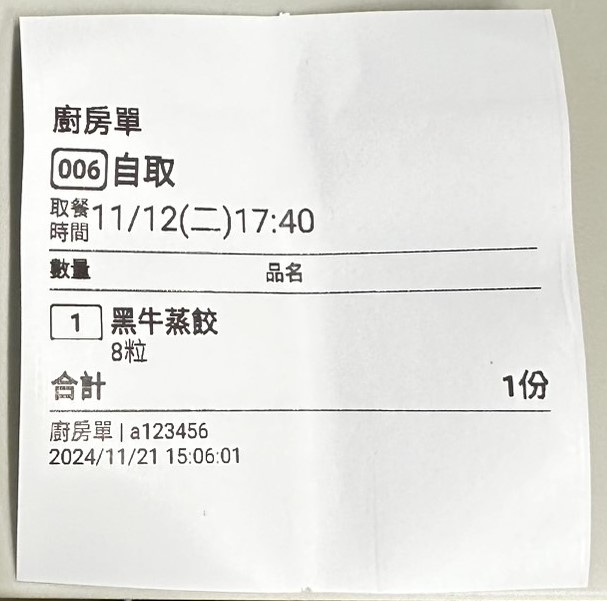 廚房單
006 自取
取餐時間 11/12(二)17:40
數量 品名
1 黑牛蒸餃
8粒
合計 1份
廚房單 | a123456
2024/11/21 15:06:01